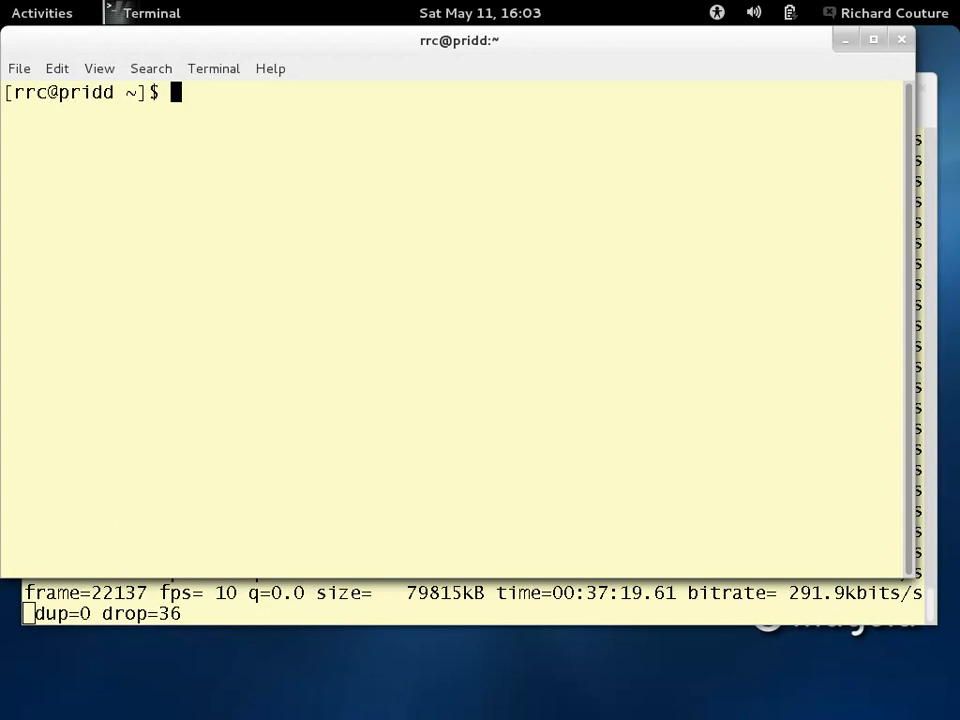 Activities Terminal Sat May 11, 16:03 Richard Couture
rrc@pridd:~
File Edit View Search Terminal Help
[rrc@pridd ~]$
frame=22137 fps= 10 q=0.0 size=   79815kB time=00:37:19.61 bitrate= 291.9kbits/s
dup=0 drop=36